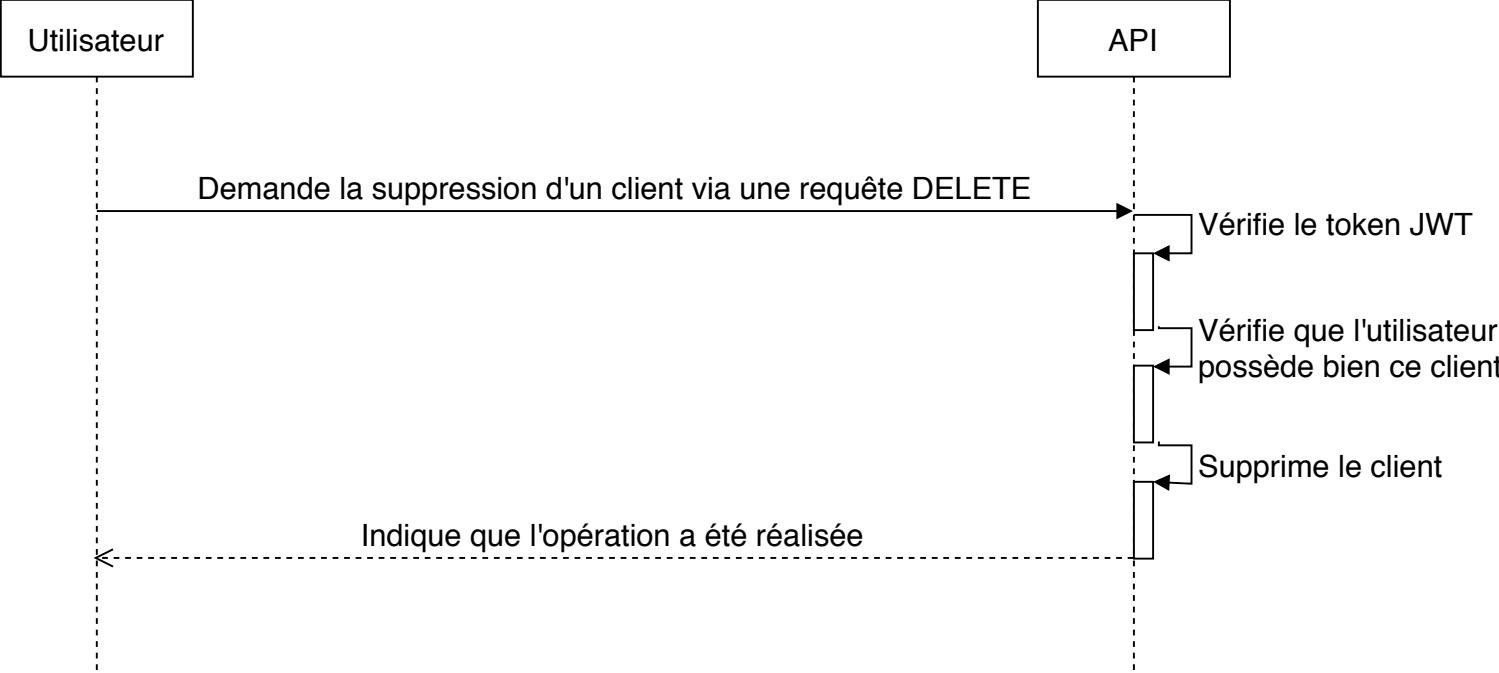 Utilisateur
API
Demande la suppression d'un client via une requête DELETE
Vérifie le token JWT
Vérifie que l'utilisateur
possède bien ce client
Supprime le client
Indique que l'opération a été réalisée